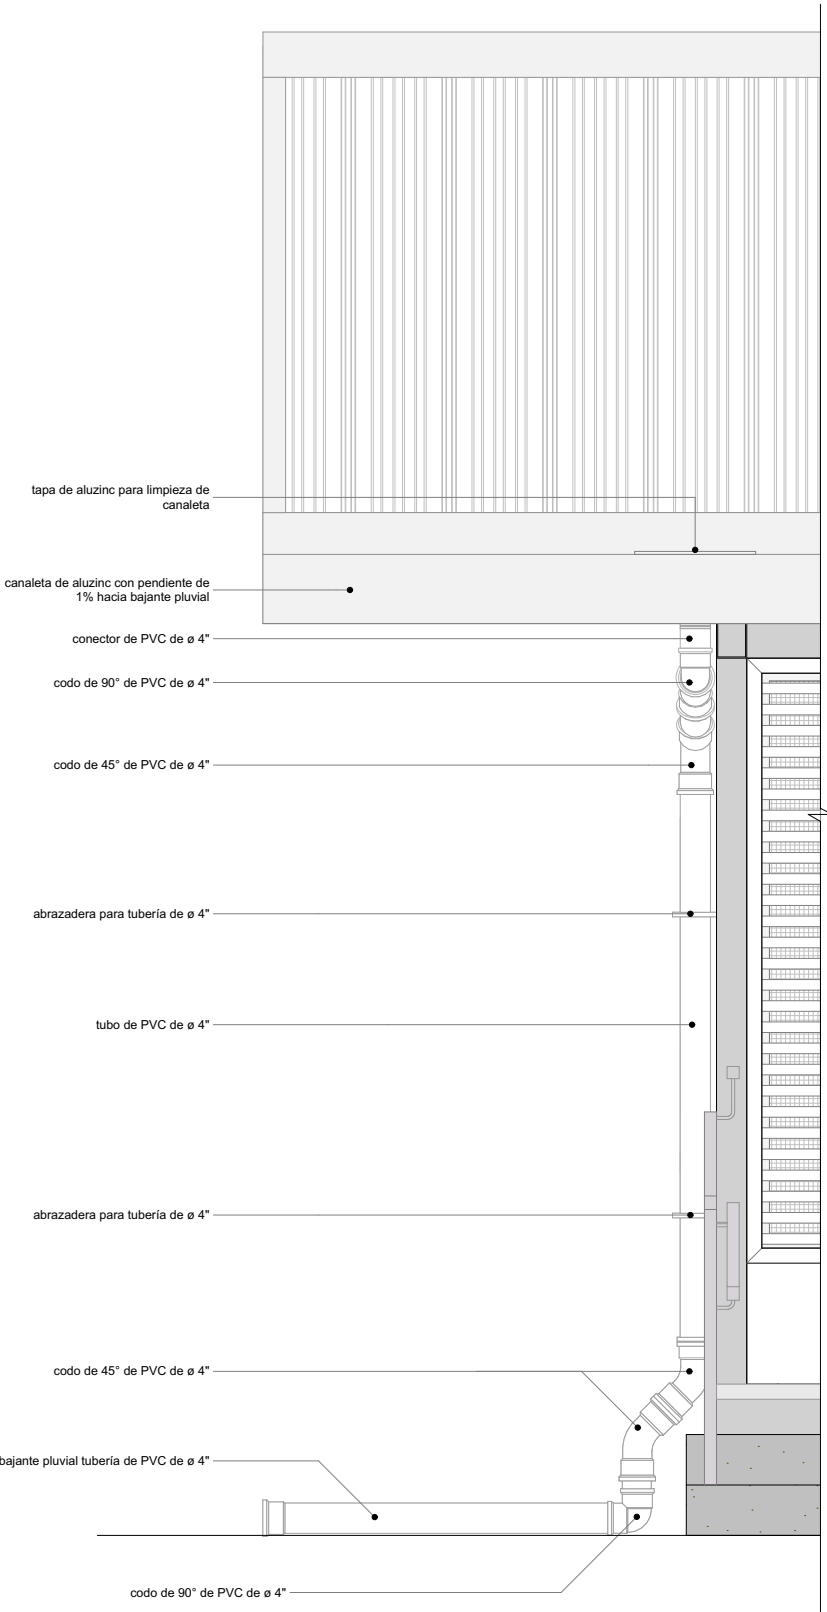 tapa de aluzinc para limpieza de
canaleta
canaleta de aluzinc con pendiente de
1% hacia bajante pluvial
conector de PVC de ø 4"
codo de 90° de PVC de ø 4"
codo de 45° de PVC de ø 4"
abrazadera para tubería de ø 4"
tubo de PVC de ø 4"
abrazadera para tubería de ø 4"
codo de 45° de PVC de ø 4"
bajante pluvial tubería de PVC de ø 4"
codo de 90° de PVC de ø 4"